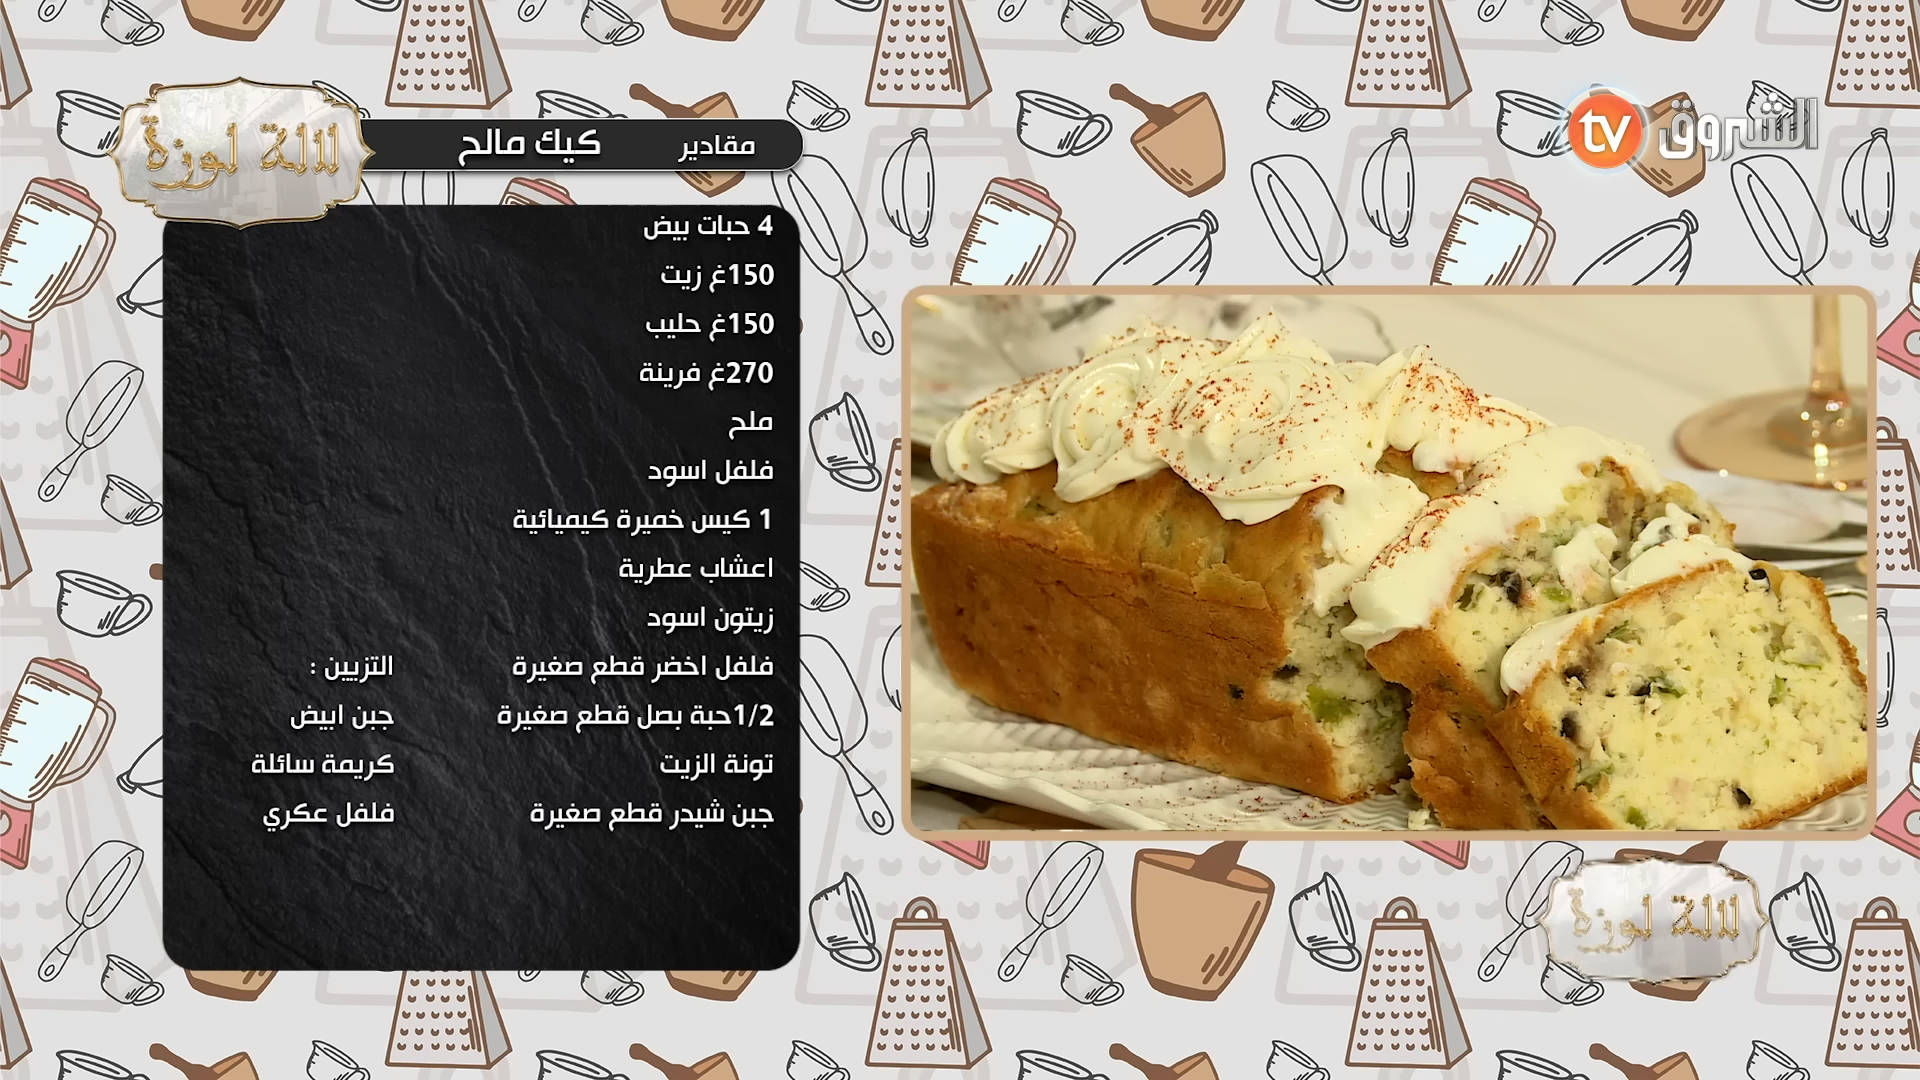 لالة لوزة
مقادير كيك مالح
الشروق tv
4 حبات بيض
150غ زيت
150غ حليب
270غ فرينة
ملح
فلفل اسود
1 كيس خميرة كيميائية
اعشاب عطرية
زيتون اسود
فلفل اخضر قطع صغيرة
1/2حبة بصل قطع صغيرة
تونة الزيت
جبن شيدر قطع صغيرة
التزيين :
جبن ابيض
كريمة سائلة
فلفل عكري
لالة لوزة